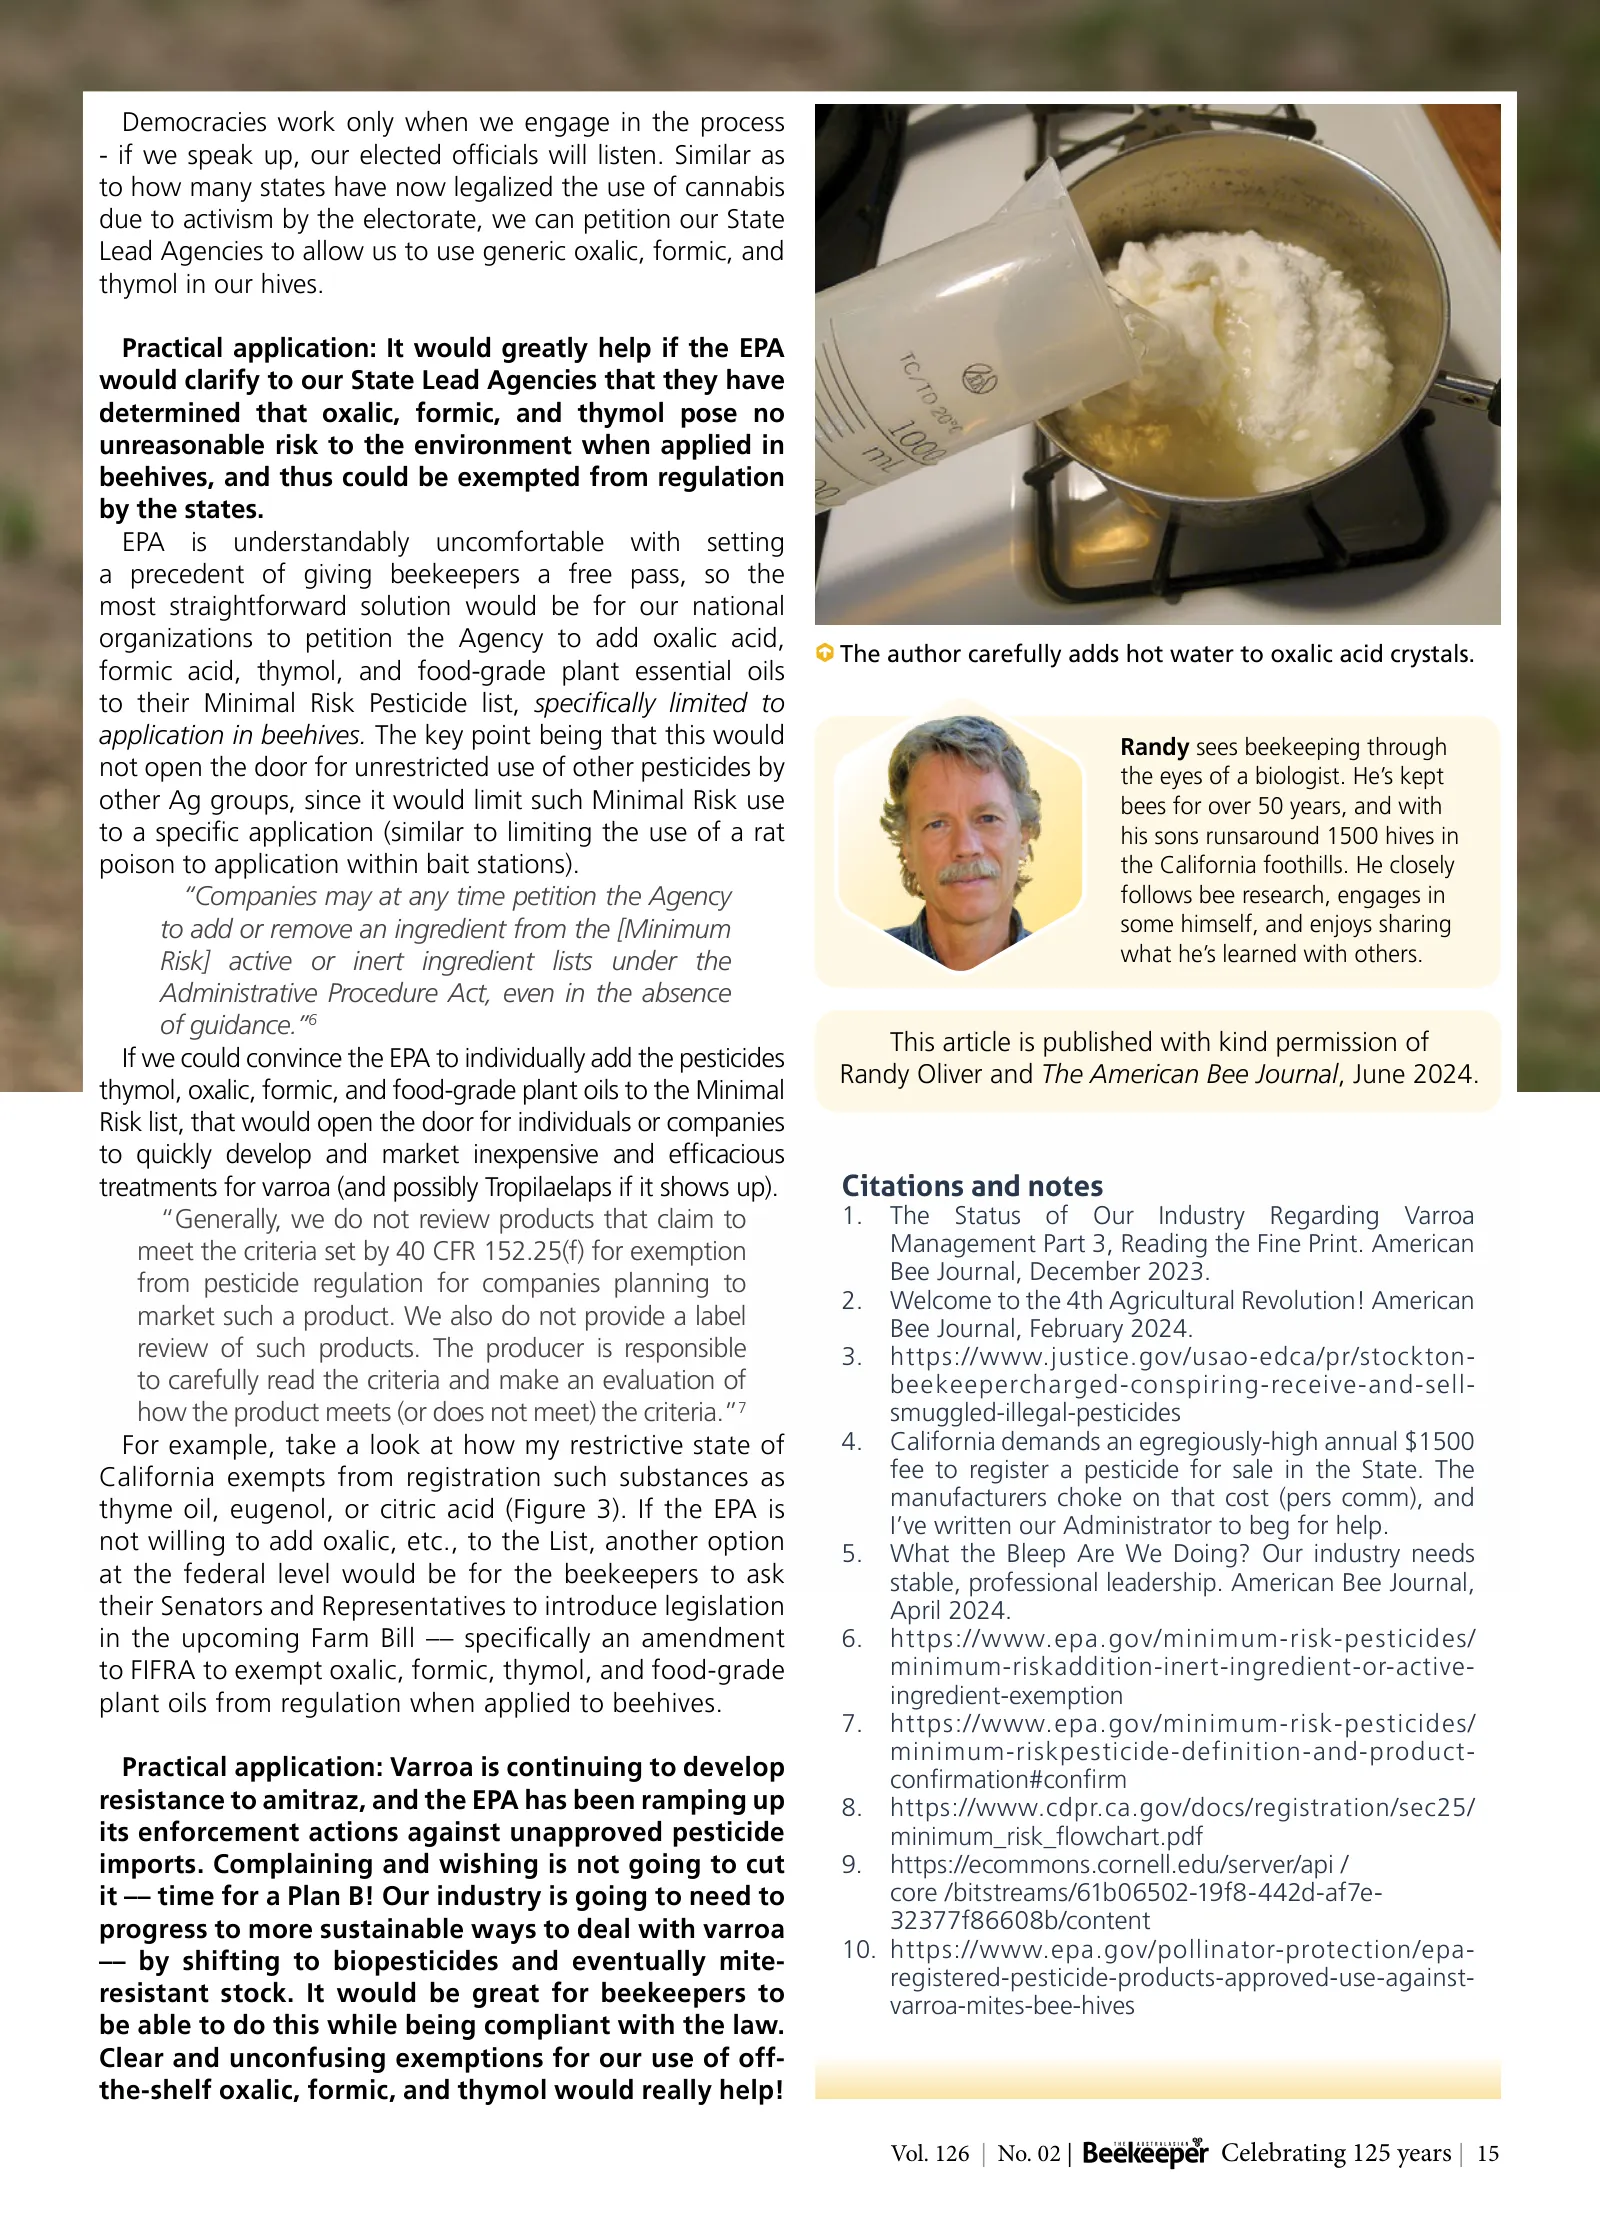 Democracies work only when we engage in the process
- if we speak up, our elected officials will listen. Similar as
to how many states have now legalized the use of cannabis
due to activism by the electorate, we can petition our State
Lead Agencies to allow us to use generic oxalic, formic, and
thymol in our hives.
Practical application: It would greatly help if the EPA
would clarify to our State Lead Agencies that they have
determined that oxalic, formic, and thymol pose no
unreasonable risk to the environment when applied in
beehives, and thus could be exempted from regulation
by the states.
EPA is understandably uncomfortable with setting
a precedent of giving beekeepers a free pass, so the
most straightforward solution would be for our national
organizations to petition the Agency to add oxalic acid,
formic acid, thymol, and food-grade plant essential oils
to their Minimal Risk Pesticide list, specifically limited to
application in beehives. The key point being that this would
not open the door for unrestricted use of other pesticides by
other Ag groups, since it would limit such Minimal Risk use
to a specific application (similar to limiting the use of a rat
poison to application within bait stations).
“Companies may at any time petition the Agency
to add or remove an ingredient from the [Minimum
Risk] active or inert ingredient lists under the
Administrative Procedure Act, even in the absence
of guidance.”6
If we could convince the EPA to individually add the pesticides
thymol, oxalic, formic, and food-grade plant oils to the Minimal
Risk list, that would open the door for individuals or companies
to quickly develop and market inexpensive and efficacious
treatments for varroa (and possibly Tropilaelaps if it shows up).
“Generally, we do not review products that claim to
meet the criteria set by 40 CFR 152.25(f) for exemption
from pesticide regulation for companies planning to
market such a product. We also do not provide a label
review of such products. The producer is responsible
to carefully read the criteria and make an evaluation of
how the product meets (or does not meet) the criteria.”7
For example, take a look at how my restrictive state of
California exempts from registration such substances as
thyme oil, eugenol, or citric acid (Figure 3). If the EPA is
not willing to add oxalic, etc., to the List, another option
at the federal level would be for the beekeepers to ask
their Senators and Representatives to introduce legislation
in the upcoming Farm Bill –– specifically an amendment
to FIFRA to exempt oxalic, formic, thymol, and food-grade
plant oils from regulation when applied to beehives.
Practical application: Varroa is continuing to develop
resistance to amitraz, and the EPA has been ramping up
its enforcement actions against unapproved pesticide
imports. Complaining and wishing is not going to cut
it –– time for a Plan B! Our industry is going to need to
progress to more sustainable ways to deal with varroa
–– by shifting to biopesticides and eventually mite-
resistant stock. It would be great for beekeepers to
be able to do this while being compliant with the law.
Clear and unconfusing exemptions for our use of off-
the-shelf oxalic, formic, and thymol would really help!
TC/TD 20°C
1000
ml
The author carefully adds hot water to oxalic acid crystals.
Randy sees beekeeping through
the eyes of a biologist. He’s kept
bees for over 50 years, and with
his sons runsaround 1500 hives in
the California foothills. He closely
follows bee research, engages in
some himself, and enjoys sharing
what he’s learned with others.
This article is published with kind permission of
Randy Oliver and The American Bee Journal, June 2024.
Citations and notes
1. The Status of Our Industry Regarding Varroa
Management Part 3, Reading the Fine Print. American
Bee Journal, December 2023.
2. Welcome to the 4th Agricultural Revolution! American
Bee Journal, February 2024.
3. https://www.justice.gov/usao-edca/pr/stockton-
beekeepercharged-conspiring-receive-and-sell-
smuggled-illegal-pesticides
4. California demands an egregiously-high annual $1500
fee to register a pesticide for sale in the State. The
manufacturers choke on that cost (pers comm), and
I’ve written our Administrator to beg for help.
5. What the Bleep Are We Doing? Our industry needs
stable, professional leadership. American Bee Journal,
April 2024.
6. https://www.epa.gov/minimum-risk-pesticides/
minimum-riskaddition-inert-ingredient-or-active-
ingredient-exemption
7. https://www.epa.gov/minimum-risk-pesticides/
minimum-riskpesticide-definition-and-product-
confirmation#confirm
8. https://www.cdpr.ca.gov/docs/registration/sec25/
minimum_risk_flowchart.pdf
9. https://ecommons.cornell.edu/server/api /
core /bitstreams/61b06502-19f8-442d-af7e-
32377f86608b/content
10. https://www.epa.gov/pollinator-protection/epa-
registered-pesticide-products-approved-use-against-
varroa-mites-bee-hives
Vol. 126 | No. 02 | THE AUSTRALASIAN Beekeeper Celebrating 125 years | 15